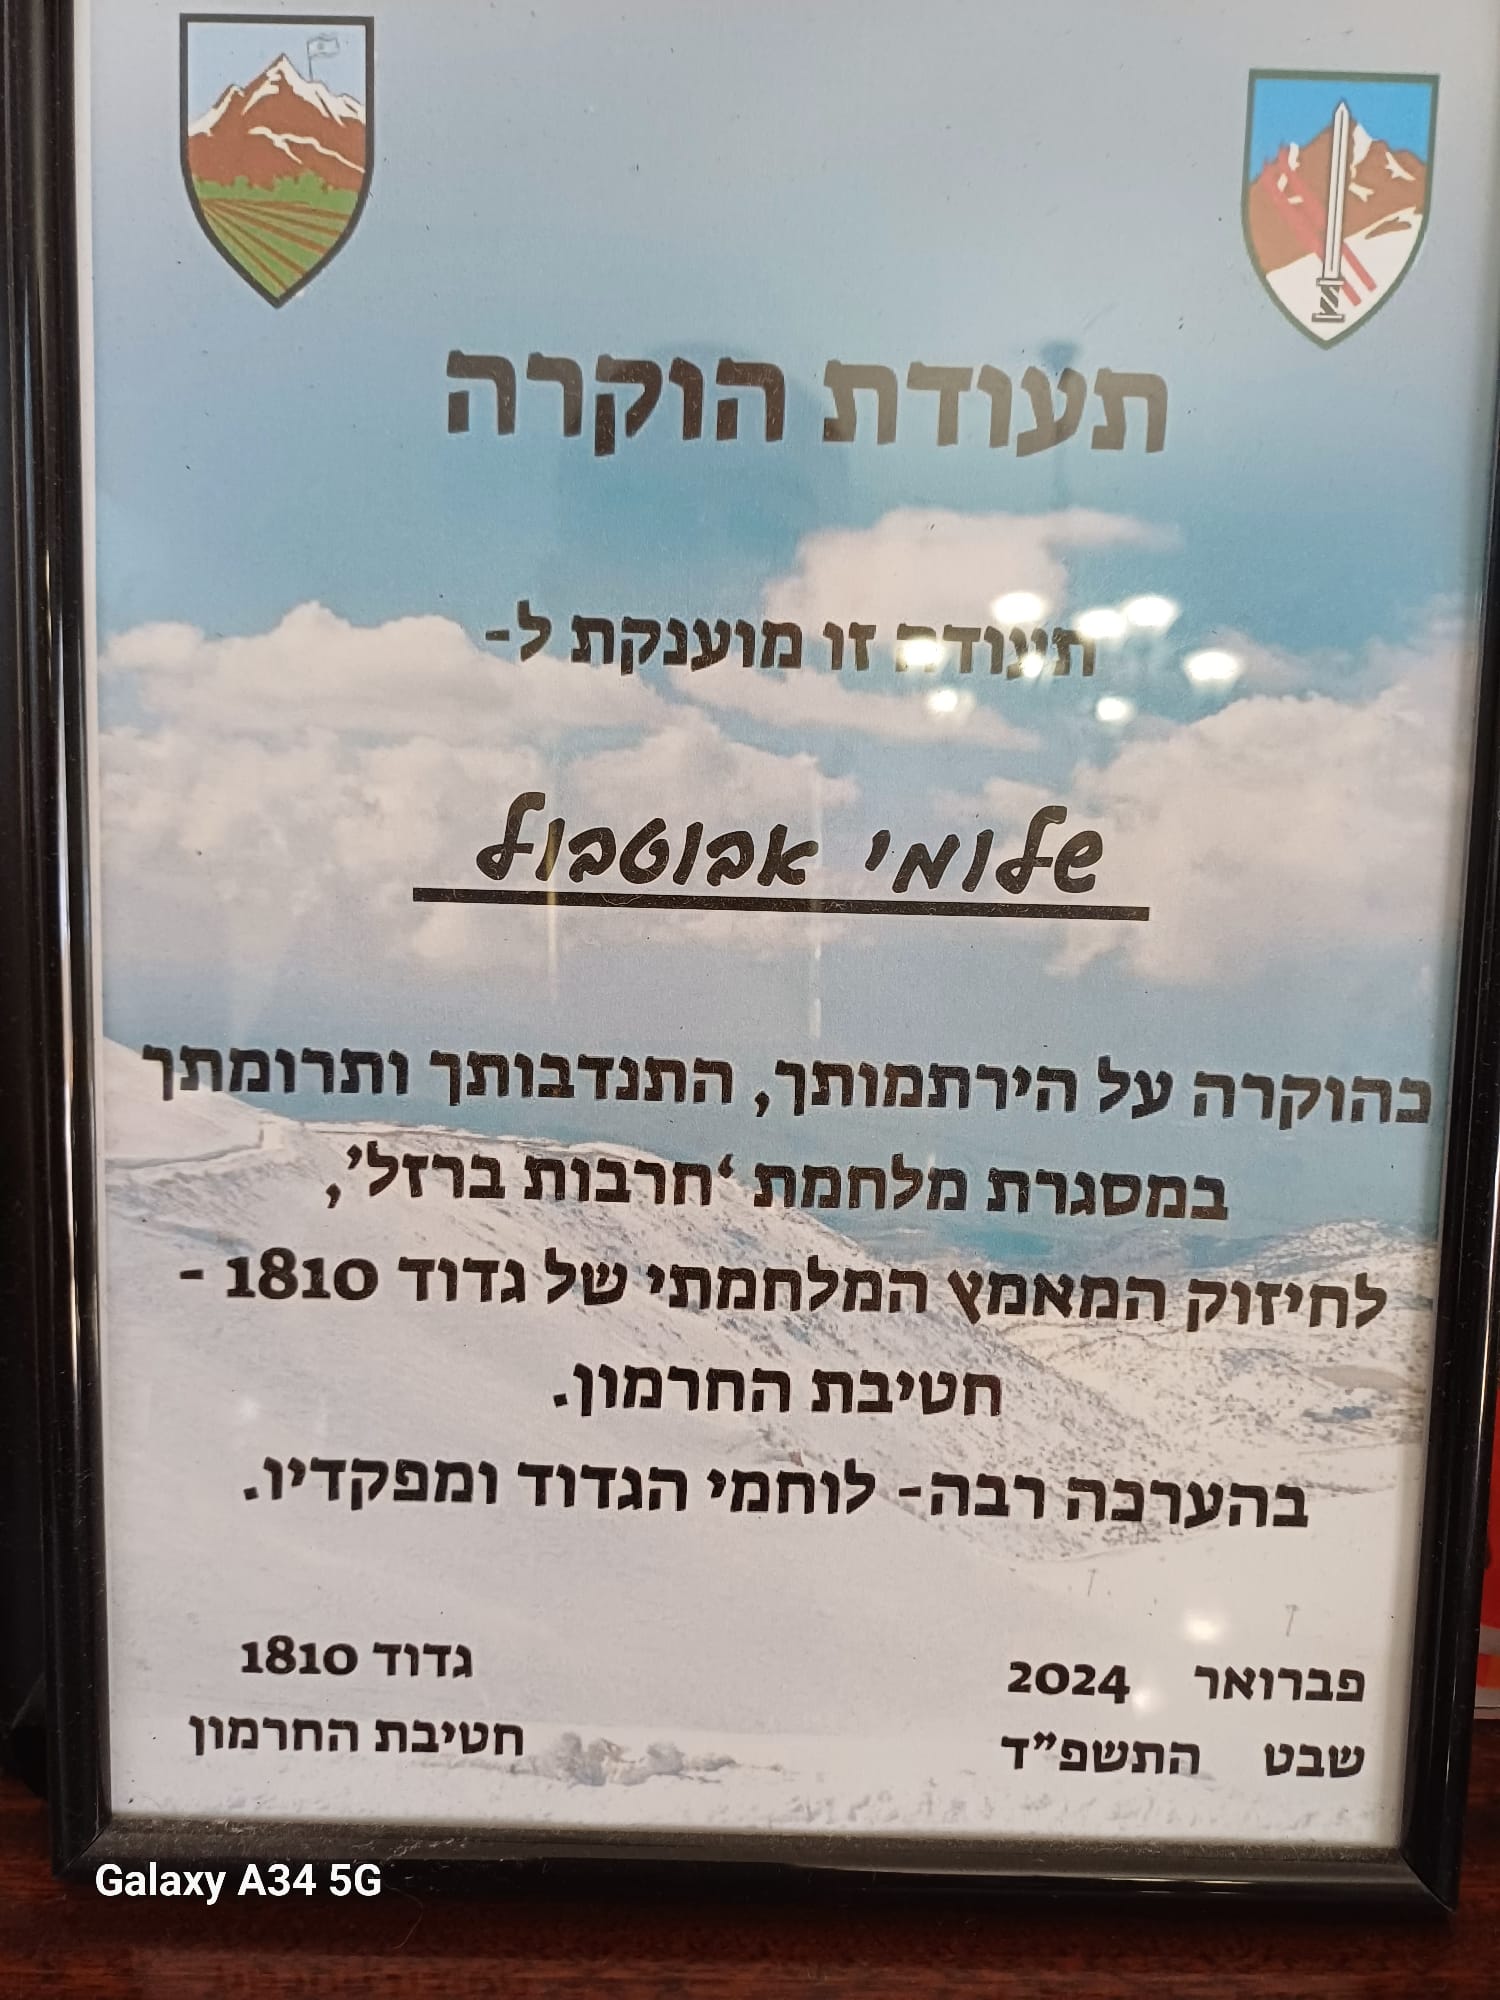 תעודת הוקרה
תעודה זו מוענקת ל-
שלומי אבוטבול
כהוקרה על הירתמותך, התנדבותך ותרומתך
במסגרת מלחמת 'חרבות ברזל',
לחיזוק המאמץ המלחמתי של גדוד 1810 -
חטיבת החרמון.
בהערכה רבה- לוחמי הגדוד ומפקדיו.
פברואר 2024
שבט התשפ"ד
גדוד 1810
חטיבת החרמון
Galaxy A34 5G